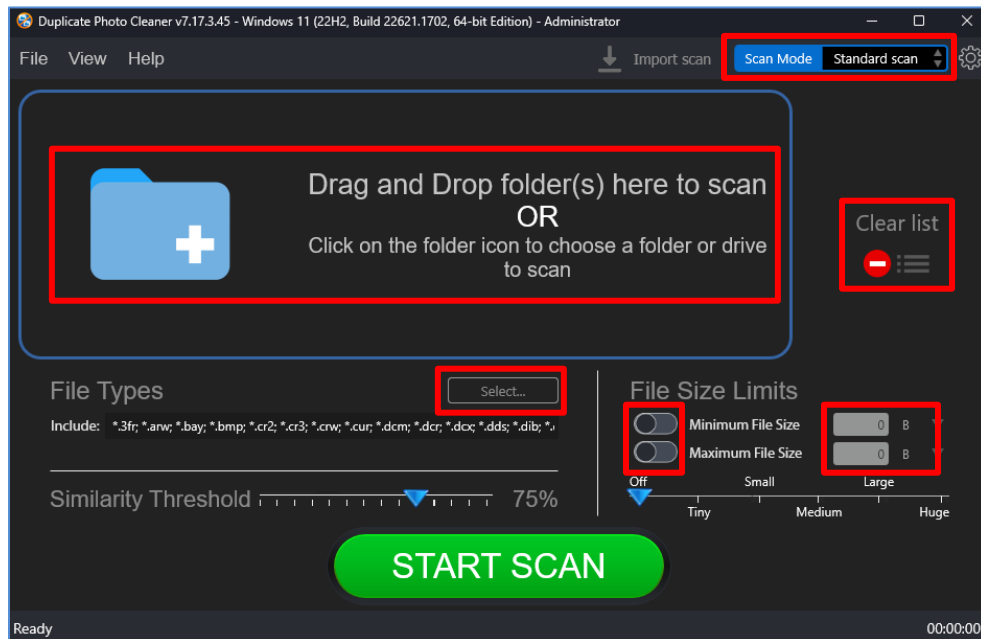 Duplicate Photo Cleaner v7.17.3.45 - Windows 11 (22H2, Build 22621.1702, 64-bit Edition) - Administrator
File View Help
Import scan
Scan Mode Standard scan
Drag and Drop folder(s) here to scan
OR
Click on the folder icon to choose a folder or drive
to scan
Clear list
File Types
Select...
Include: *.3fr; *.arw; *.bay; *.bmp; *.cr2; *.cr3; *.crw; *.cur; *.dcm; *.dcr; *.dcx; *.dds; *.dib;
Similarity Threshold 75%
File Size Limits
Minimum File Size 0 B
Maximum File Size 0 B
Off Small Large
Tiny Medium Huge
START SCAN
Ready
00:00:00